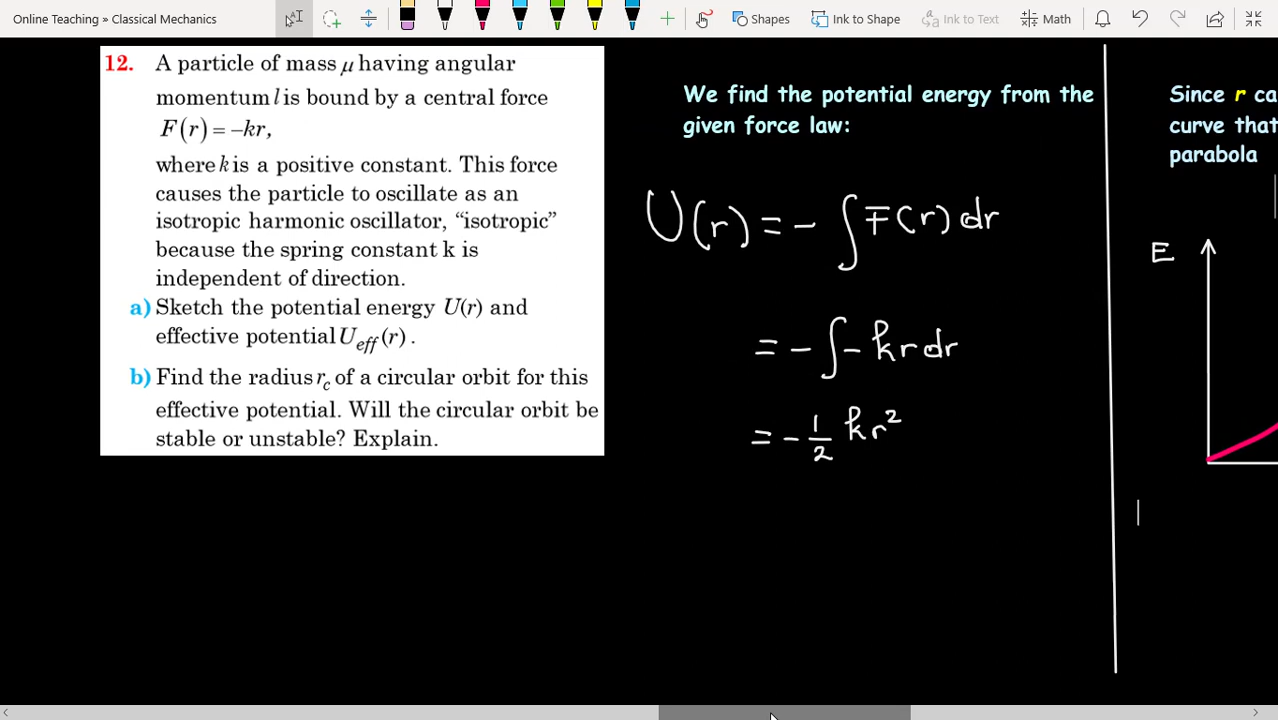 Online Teaching » Classical Mechanics
Shapes
Ink to Shape
Ink to Text
Math
12. A particle of mass μ having angular
momentum l is bound by a central force
F(r) = –kr,
where k is a positive constant. This force
causes the particle to oscillate as an
isotropic harmonic oscillator, “isotropic”
because the spring constant k is
independent of direction.
a) Sketch the potential energy U(r) and
effective potential U_eff(r).
b) Find the radius r_c of a circular orbit for this
effective potential. Will the circular orbit be
stable or unstable? Explain.
We find the potential energy from the
given force law:
U(r) = - ∫ F(r) dr
= - ∫ - kr dr
= - 1/2 kr²
Since r ca
curve that
parabola
E